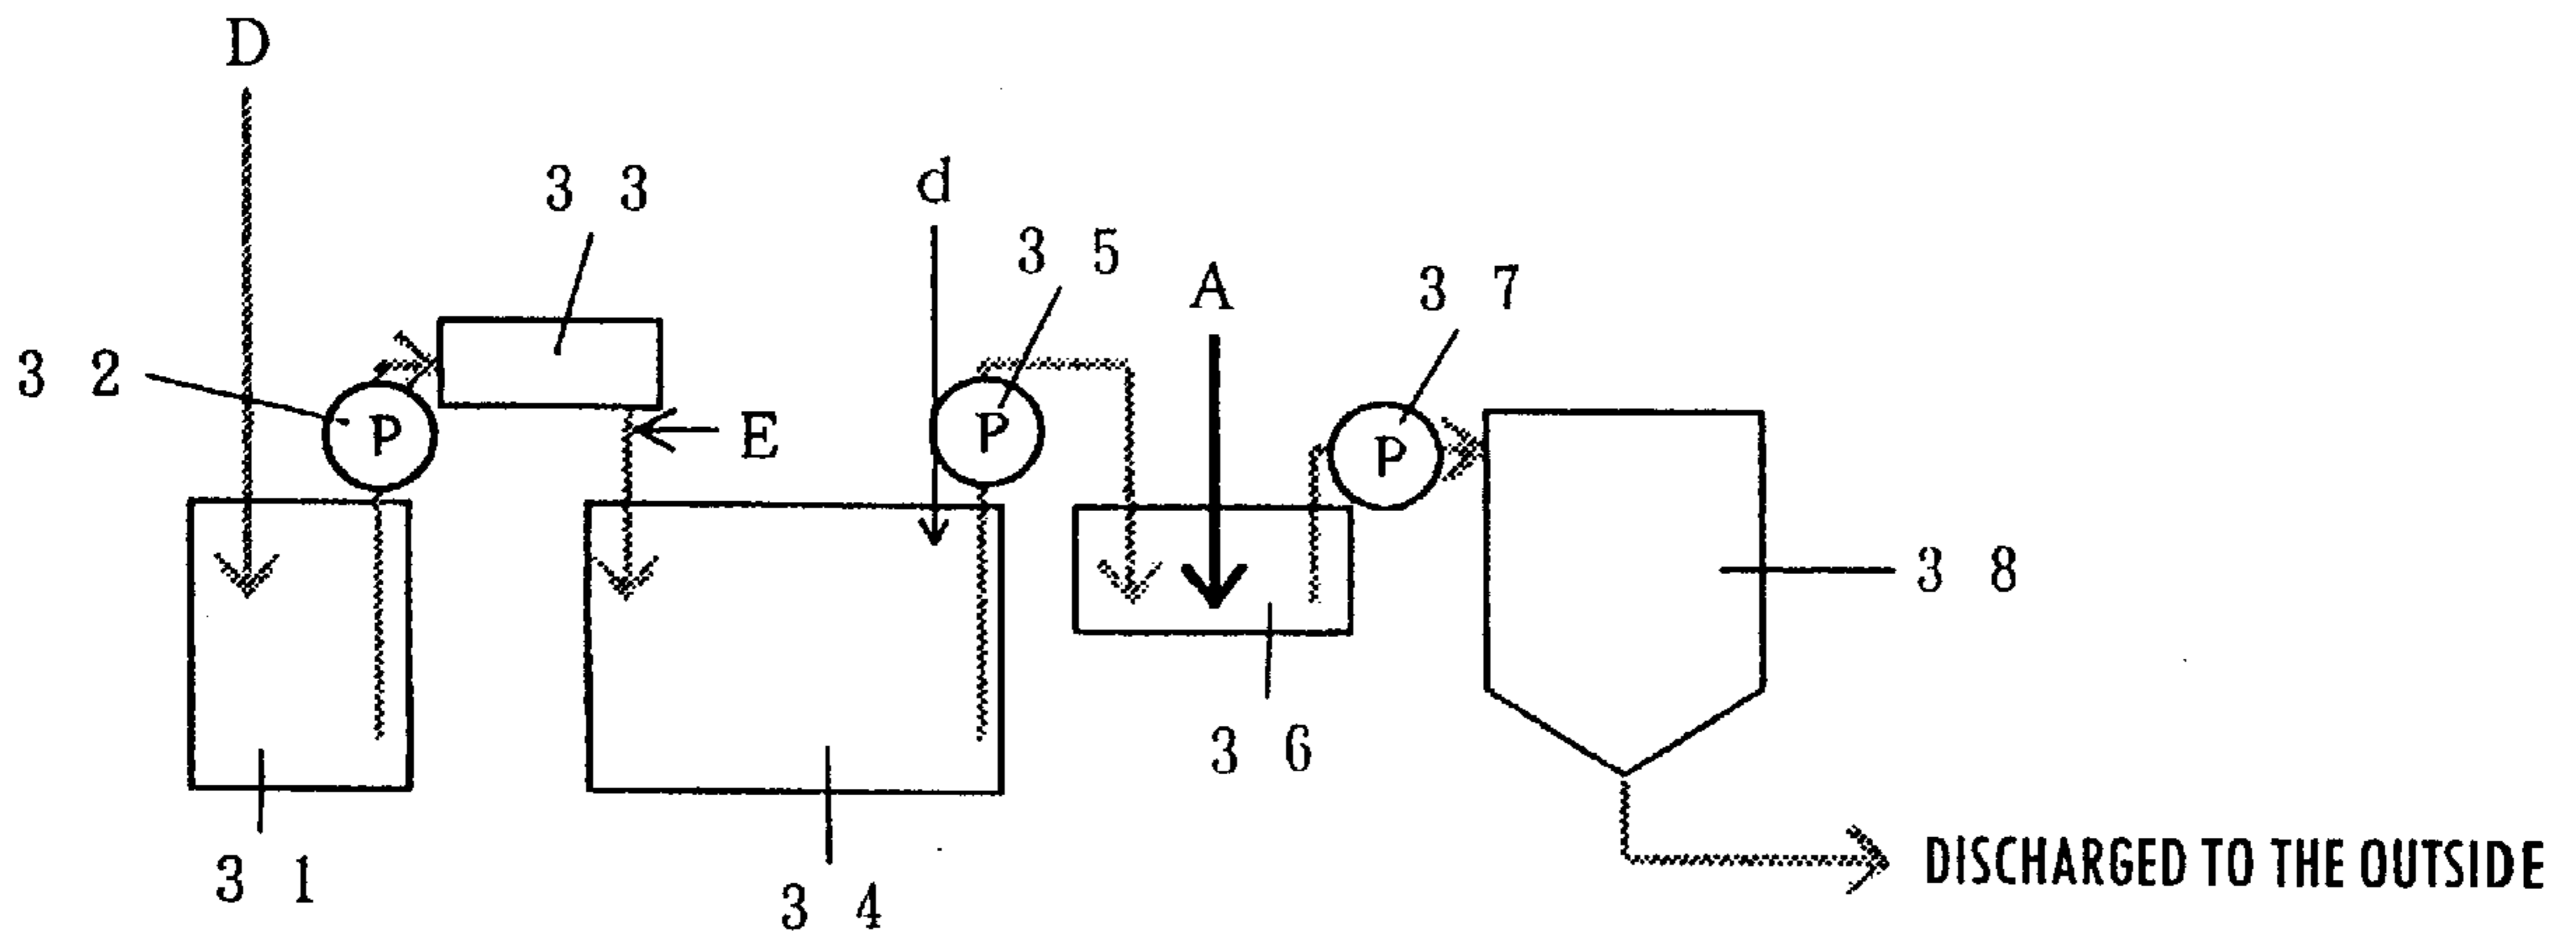 D
3 3
d
3 5
A
3 7
3 2
P
E
P
P
3 8
3 6
3 1
3 4
DISCHARGED TO THE OUTSIDE